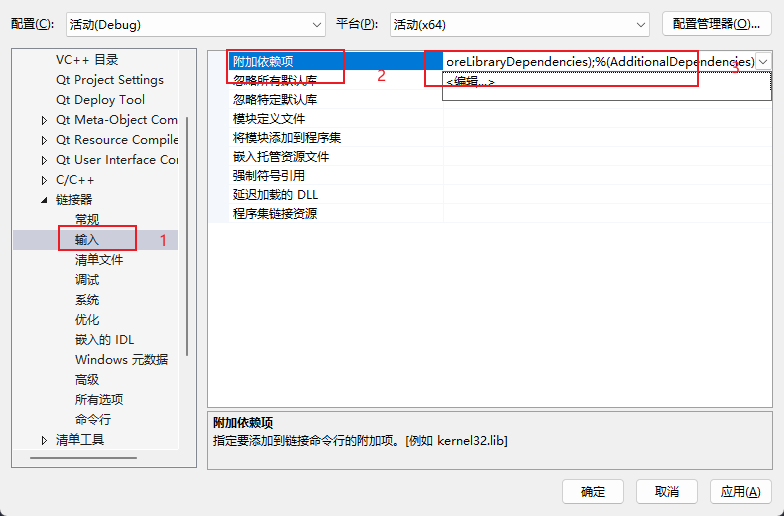 配置(C): 活动(Debug) 平台(P): 活动(x64) 配置管理器(O)...
VC++ 目录
Qt Project Settings
Qt Deploy Tool
Qt Meta-Object Com
Qt Resource Compile
Qt User Interface Cor
C/C++
链接器
常规
输入 1
清单文件
调试
系统
优化
嵌入的 IDL
Windows 元数据
高级
所有选项
命令行
清单工具
附加依赖项 2 oreLibraryDependencies);%(AdditionalDependencies) 3
忽略所有默认库 <编辑...>
忽略特定默认库
模块定义文件
将模块添加到程序集
嵌入托管资源文件
强制符号引用
延迟加载的 DLL
程序集链接资源
附加依赖项
指定要添加到链接命令行的附加项。[例如 kernel32.lib]
确定 取消 应用(A)